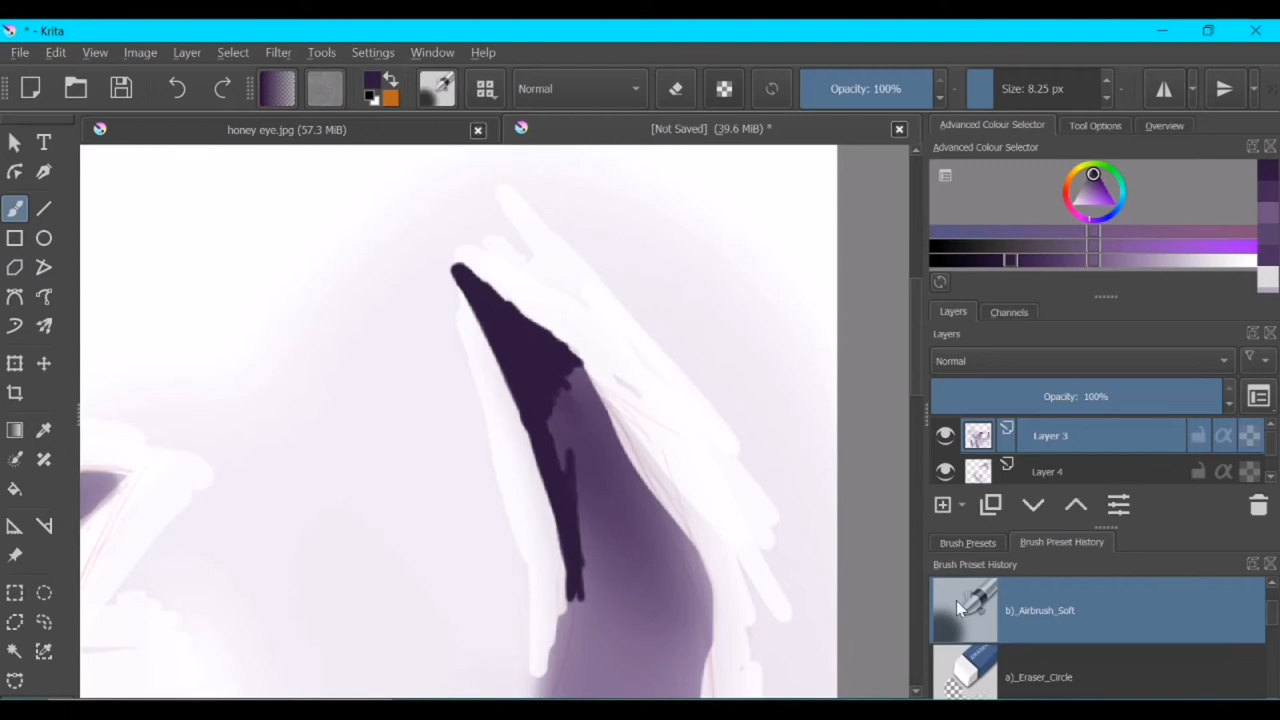 * - Krita
File Edit View Image Layer Select Filter Tools Settings Window Help
Normal Opacity: 100% Size: 8.25 px
honey eye.jpg (57.3 MiB) [Not Saved] (39.6 MiB) *
Advanced Colour Selector Tool Options Overview
Advanced Colour Selector
Layers Channels
Layers
Normal
Opacity: 100%
Layer 3
Layer 4
Brush Presets Brush Preset History
Brush Preset History
b)_Airbrush_Soft
a)_Eraser_Circle